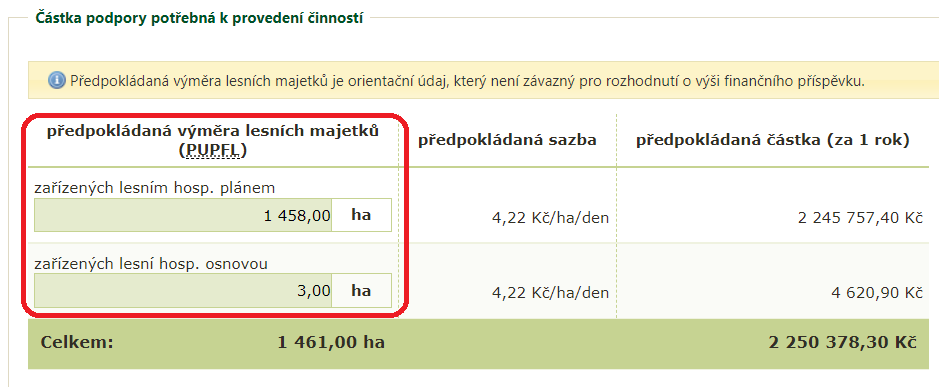 Částka podpory potřebná k provedení činností
Předpokládaná výměra lesních majetků je orientační údaj, který není závazný pro rozhodnutí o výši finančního příspěvku.
předpokládaná výměra lesních majetků (PUPFL) předpokládaná sazba předpokládaná částka (za 1 rok)
zařízených lesním hosp. plánem
1 458,00 ha 4,22 Kč/ha/den 2 245 757,40 Kč
zařízených lesní hosp. osnovou
3,00 ha 4,22 Kč/ha/den 4 620,90 Kč
Celkem: 1 461,00 ha 2 250 378,30 Kč